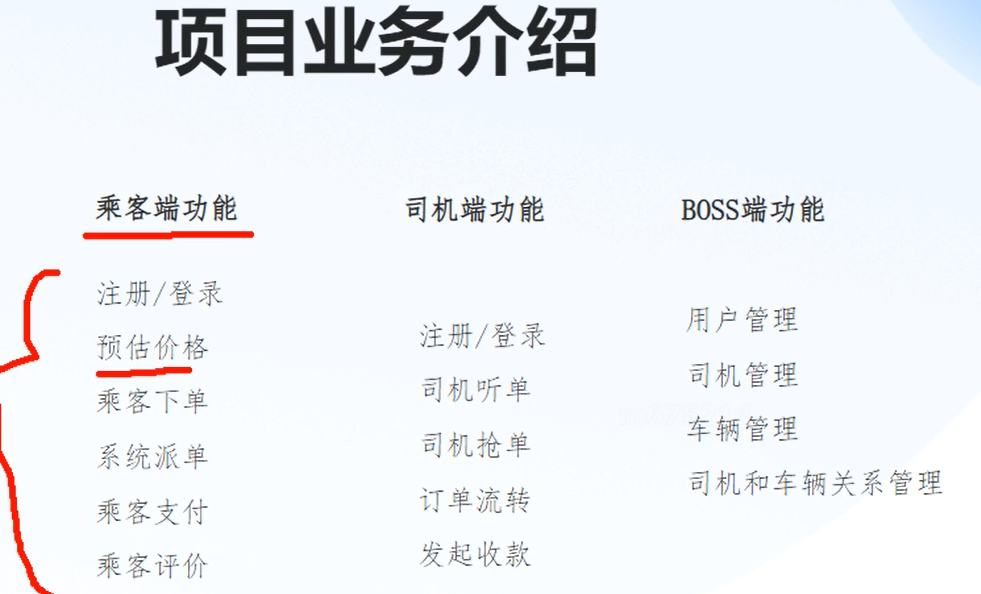 项目业务介绍
乘客端功能
注册/登录
预估价格
乘客下单
系统派单
乘客支付
乘客评价
司机端功能
注册/登录
司机听单
司机抢单
订单流转
发起收款
BOSS端功能
用户管理
司机管理
车辆管理
司机和车辆关系管理